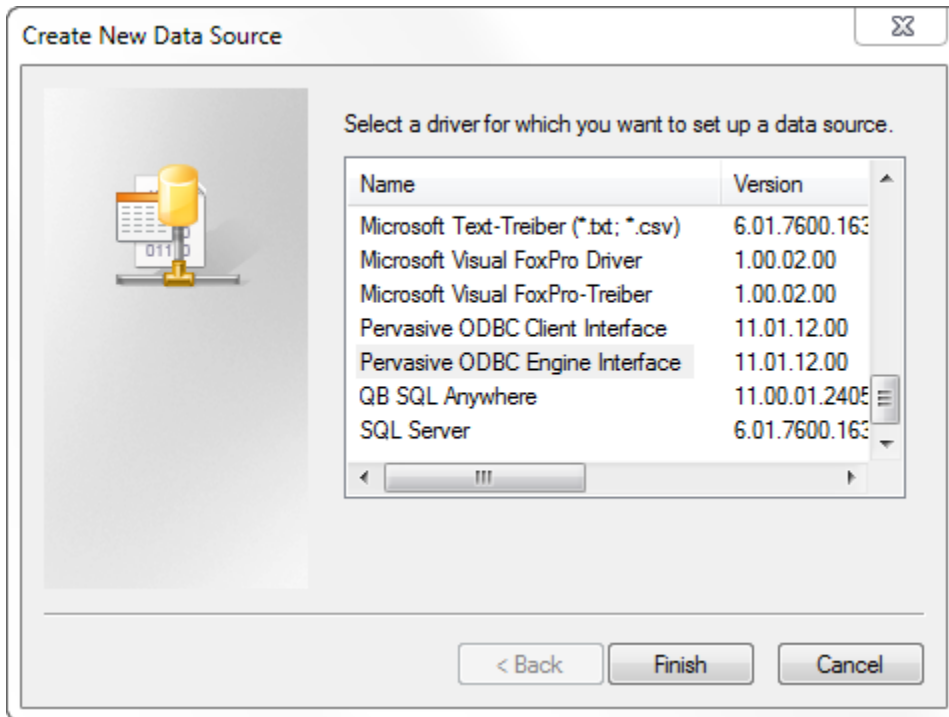 Create New Data Source
Select a driver for which you want to set up a data source.
Name Version
Microsoft Text-Treiber (*.txt; *.csv) 6.01.7600.163
Microsoft Visual FoxPro Driver 1.00.02.00
Microsoft Visual FoxPro-Treiber 1.00.02.00
Pervasive ODBC Client Interface 11.01.12.00
Pervasive ODBC Engine Interface 11.01.12.00
QB SQL Anywhere 11.00.01.2405
SQL Server 6.01.7600.163
< Back Finish Cancel